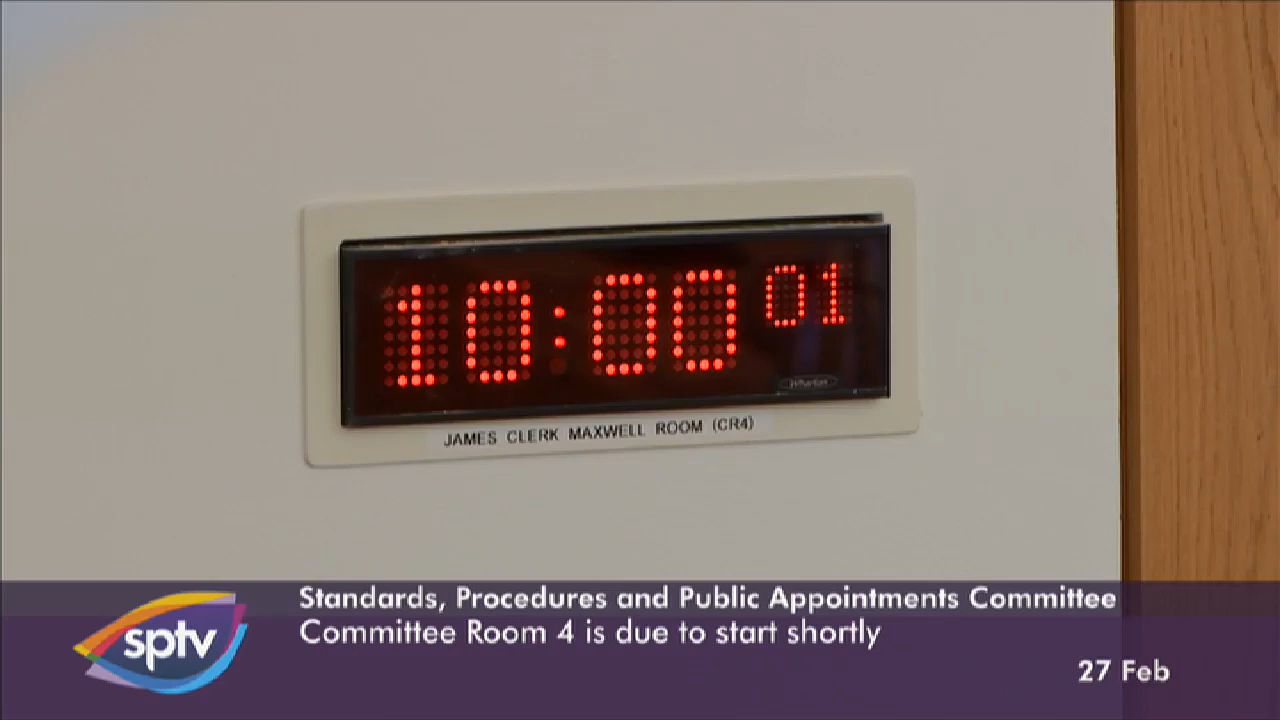 10:00 01
JAMES CLERK MAXWELL ROOM (CR4)
sptv
Standards, Procedures and Public Appointments Committee
Committee Room 4 is due to start shortly
27 Feb